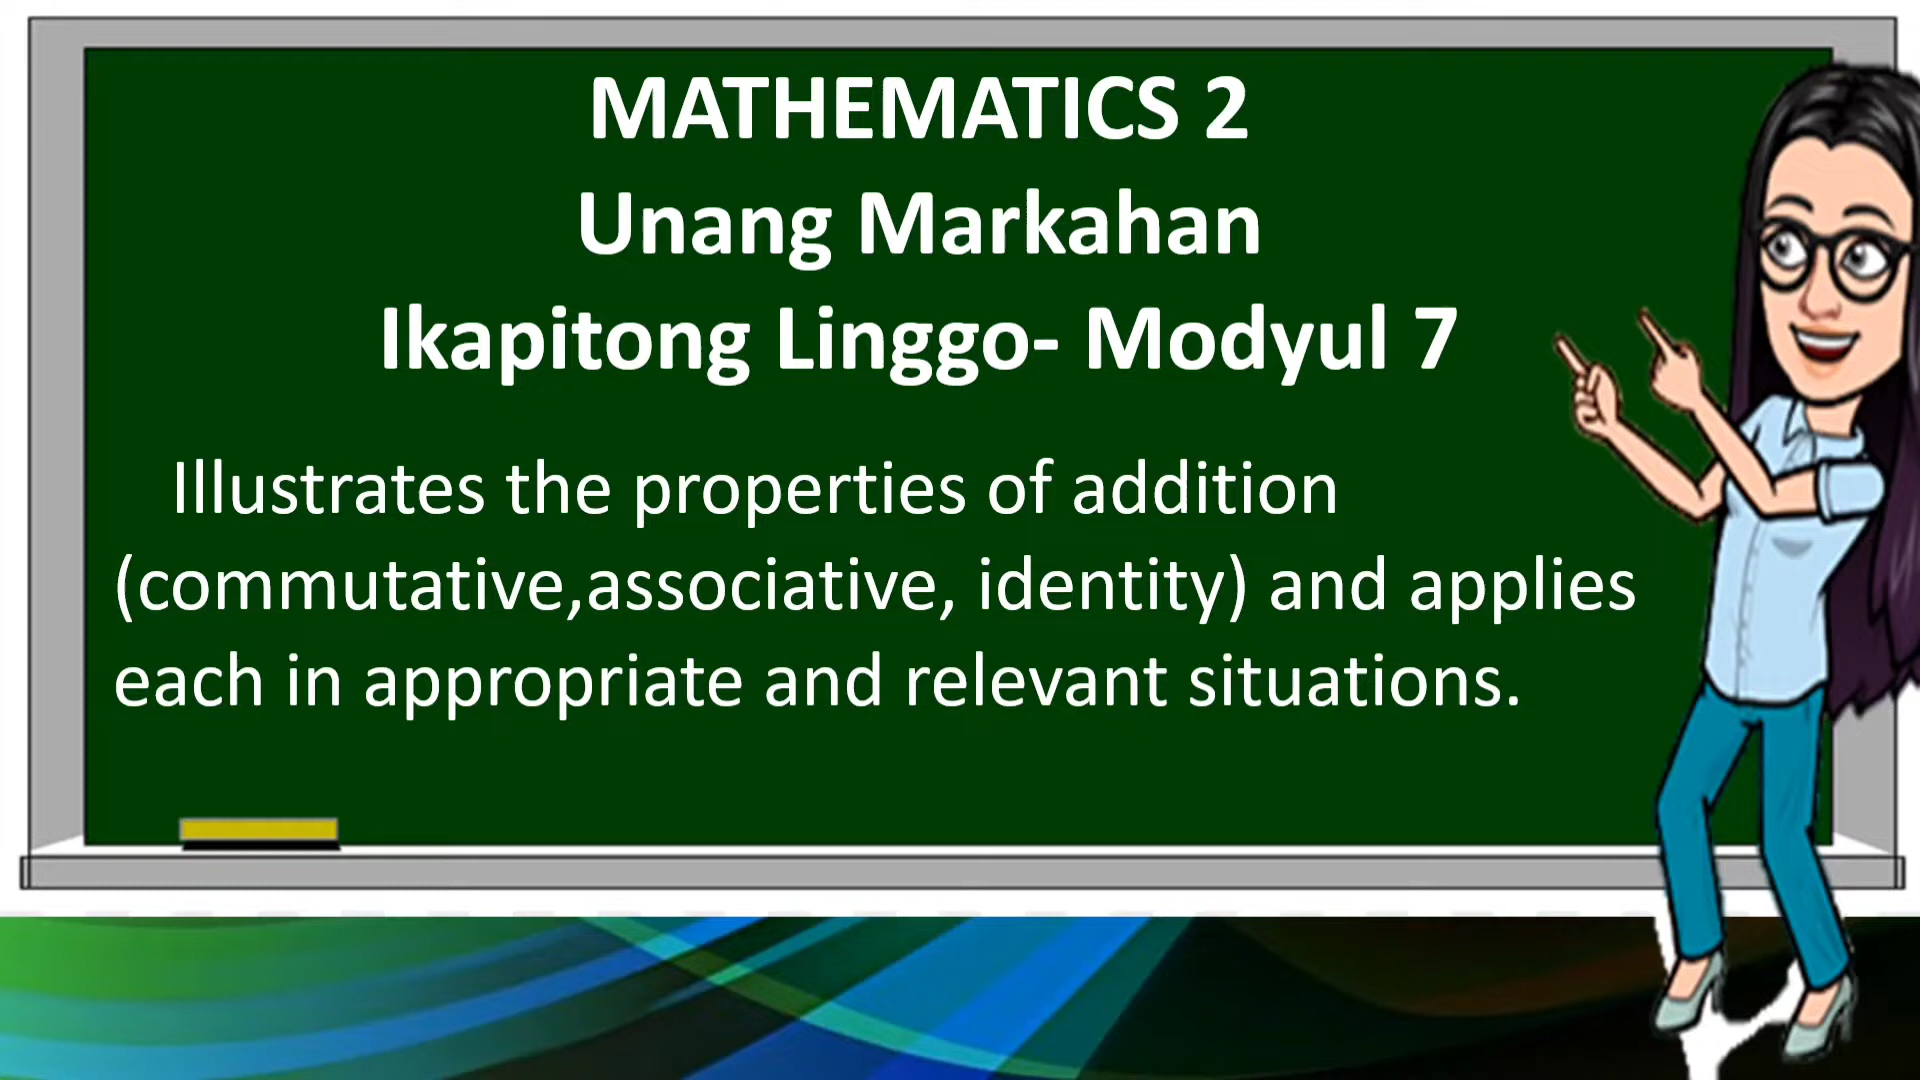 MATHEMATICS 2
Unang Markahan
Ikapitong Linggo- Modyul 7
Illustrates the properties of addition
(commutative,associative, identity) and applies
each in appropriate and relevant situations.